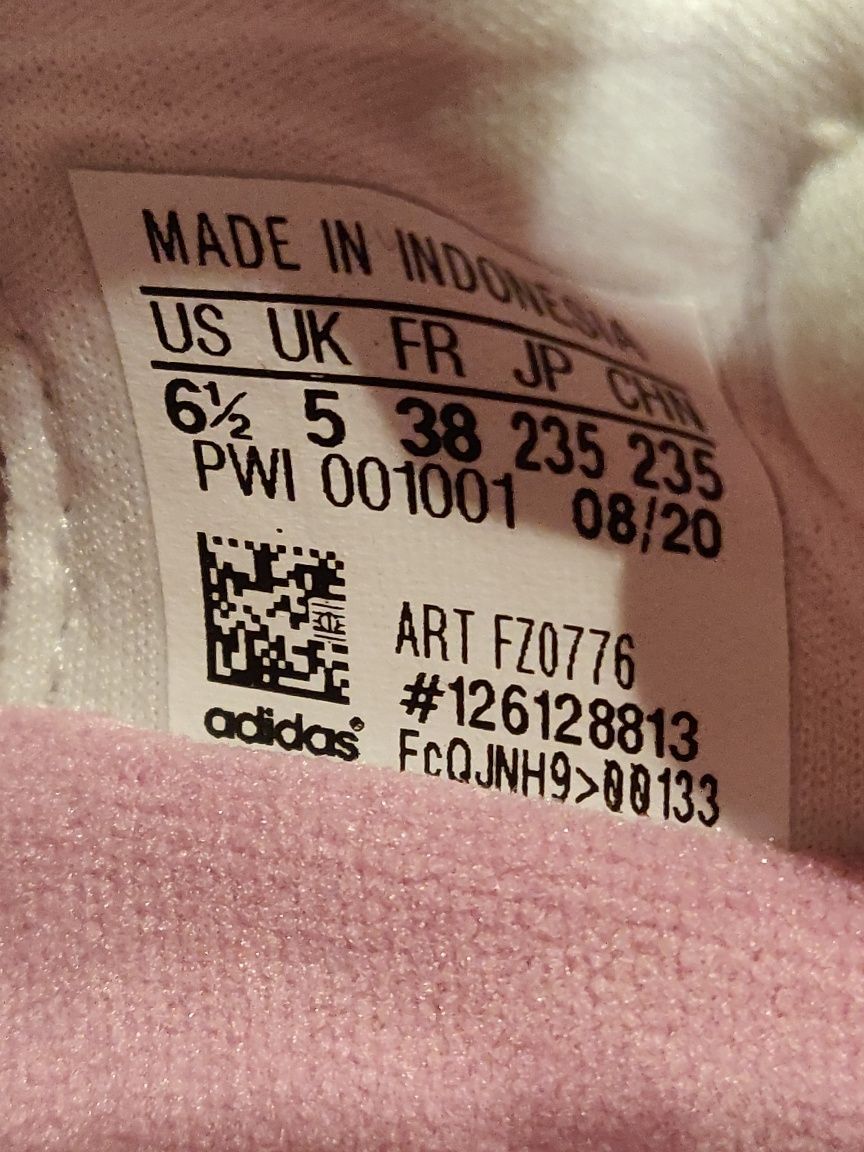 MADE IN INDONESIA
US UK FR JP CHN
6½ 5 38 235 235
PWI 001001 08/20
ART FZ0776
#126128813
FcQJNH9>00133
adidas®